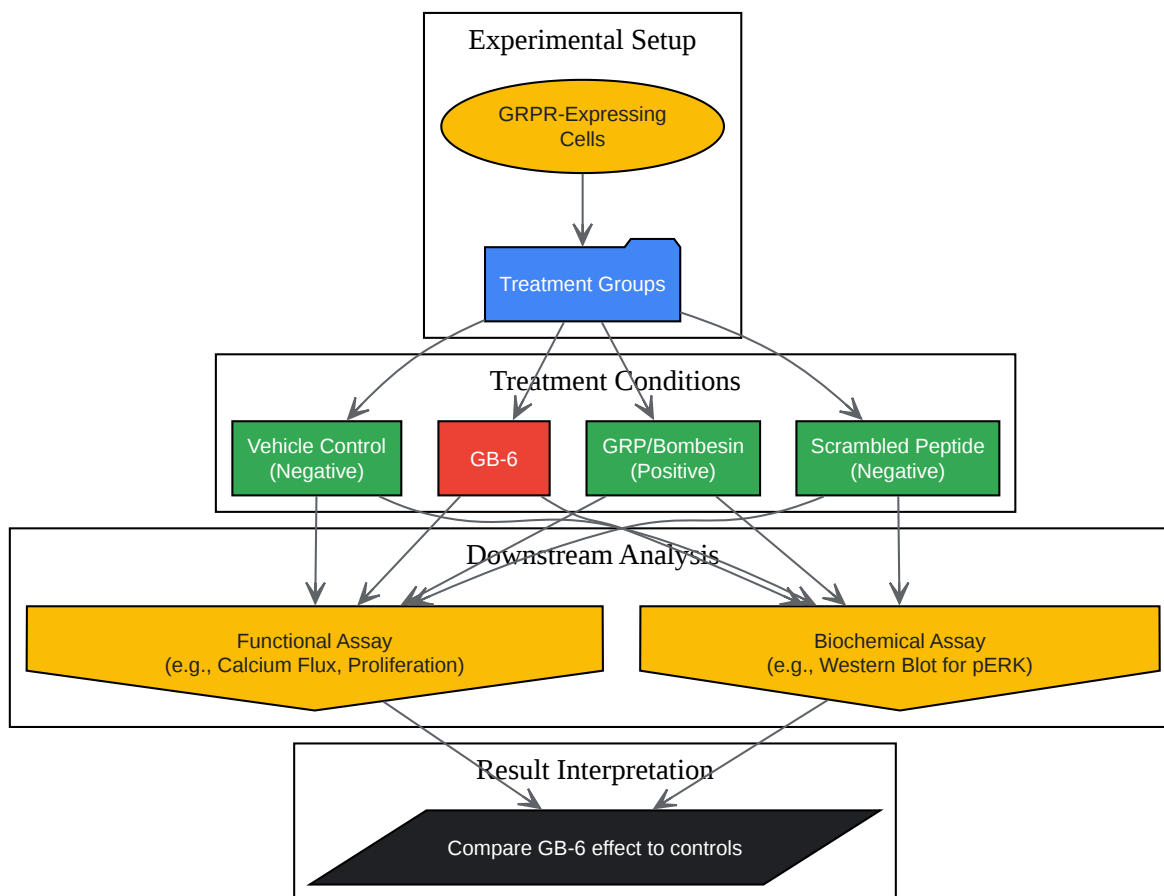 Experimental Setup
GRPR-Expressing
Cells
Treatment Groups
Treatment Conditions
Vehicle Control
(Negative)
GB-6
GRP/Bombesin
(Positive)
Scrambled Peptide
(Negative)
Downstream Analysis
Functional Assay
(e.g., Calcium Flux, Proliferation)
Biochemical Assay
(e.g., Western Blot for pERK)
Result Interpretation
Compare GB-6 effect to controls